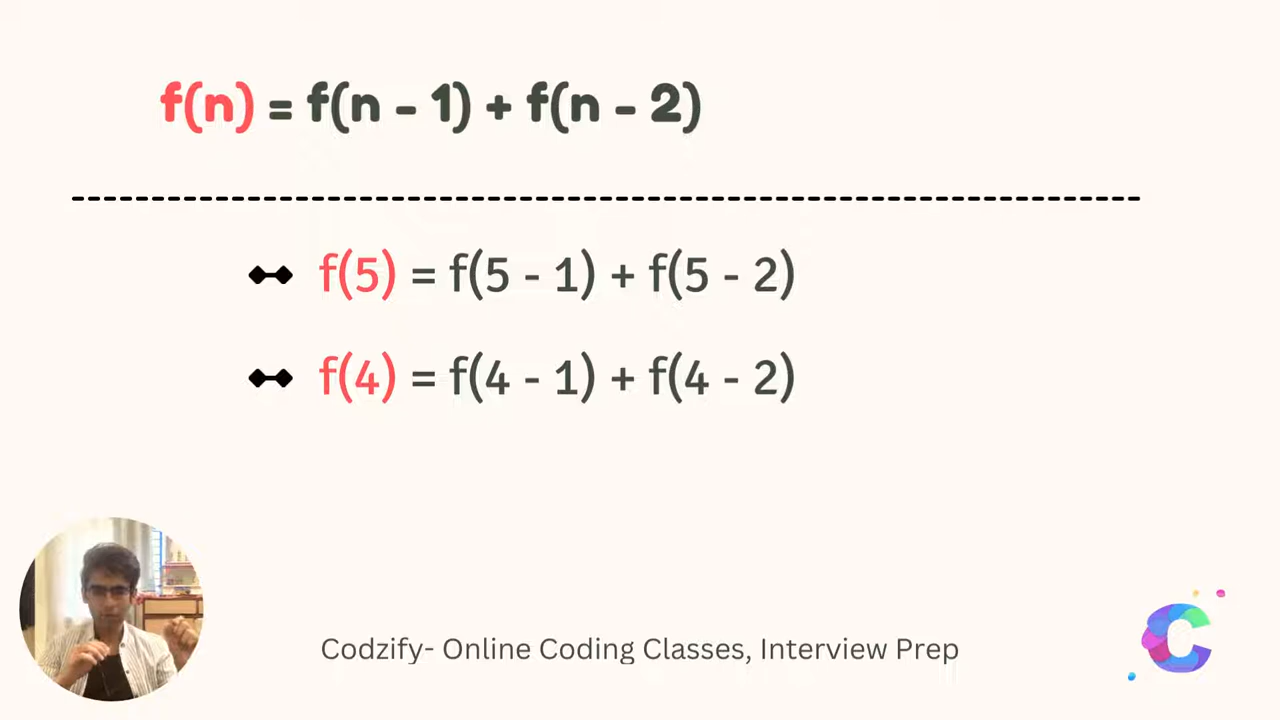 f(n) = f(n - 1) + f(n - 2)
f(5) = f(5 - 1) + f(5 - 2)
f(4) = f(4 - 1) + f(4 - 2)
Codzify- Online Coding Classes, Interview Prep
C